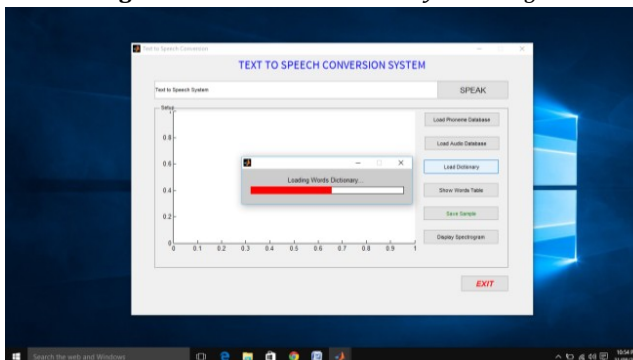 Text to Speech Conversion
TEXT TO SPEECH CONVERSION SYSTEM
Text to Speech System
SPEAK
Setup
Load Phoneme Database
Load Audio Database
Load Dictionary
Show Words Table
Save Sample
Display Spectrogram
EXIT
Loading Words Dictionary...
1
0.8
0.6
0.4
0.2
0
0 0.1 0.2 0.3 0.4 0.5 0.6 0.7 0.8 0.9 1
Search the web and Windows